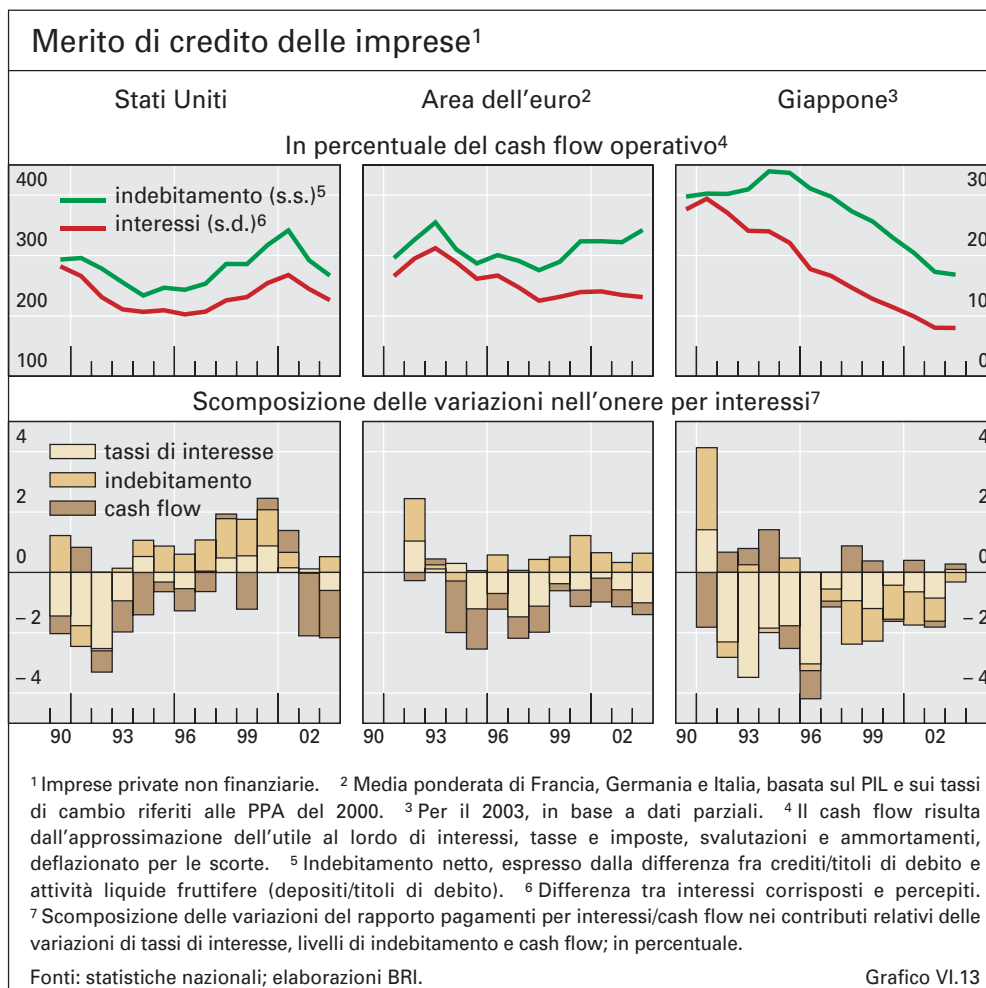 Merito di credito delle imprese¹
Stati Uniti
Area dell'euro²
Giappone³
In percentuale del cash flow operativo⁴
400
300
200
100
indebitamento (s.s.)⁵
interessi (s.d.)⁶
30
20
10
0
Scomposizione delle variazioni nell'onere per interessi⁷
4
2
0
– 2
– 4
tassi di interesse
indebitamento
cash flow
4
2
0
– 2
– 4
90 93 96 99 02
90 93 96 99 02
90 93 96 99 02
¹ Imprese private non finanziarie. ² Media ponderata di Francia, Germania e Italia, basata sul PIL e sui tassi
di cambio riferiti alle PPA del 2000. ³ Per il 2003, in base a dati parziali. ⁴ Il cash flow risulta
dall'approssimazione dell'utile al lordo di interessi, tasse e imposte, svalutazioni e ammortamenti,
deflazionato per le scorte. ⁵ Indebitamento netto, espresso dalla differenza fra crediti/titoli di debito e
attività liquide fruttifere (depositi/titoli di debito). ⁶ Differenza tra interessi corrisposti e percepiti.
⁷ Scomposizione delle variazioni del rapporto pagamenti per interessi/cash flow nei contributi relativi delle
variazioni di tassi di interesse, livelli di indebitamento e cash flow; in percentuale.
Fonti: statistiche nazionali; elaborazioni BRI.
Grafico VI.13